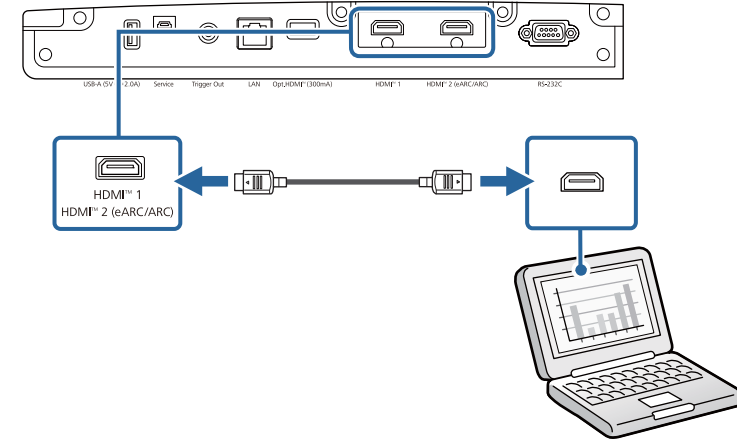 USB-A (5V 2.0A) Service Trigger Out LAN Opt.HDMI™ (300mA) HDMI™ 1 HDMI™ 2 (eARC/ARC) RS-232C
HDMI™ 1
HDMI™ 2 (eARC/ARC)